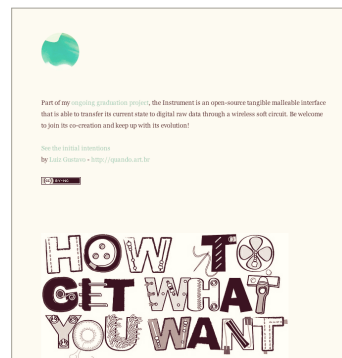 Part of my ongoing graduation project, the Instrument is an open-source tangible malleable interface
that is able to transfer its current state to digital raw data through a wireless soft circuit. Be welcome
to join its co-creation and keep up with its evolution!
See the initial intentions
by Luiz Gustavo • http://quando.art.br
BY-NC
HOW TO
GET WHAT
YOU WANT